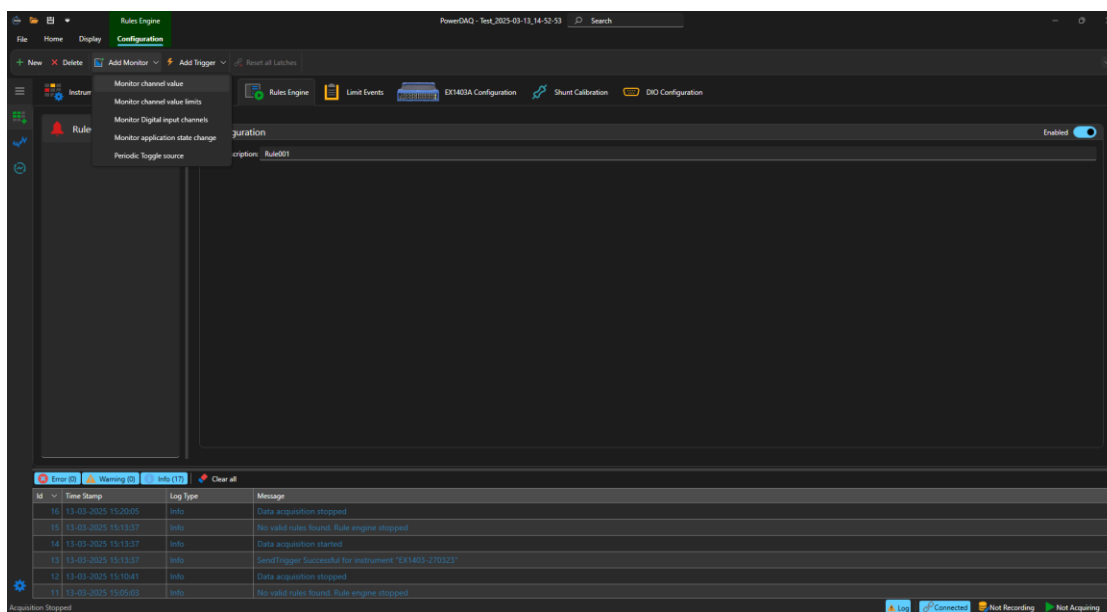 Rules Engine
PowerDAQ - Test_2025-03-13_14-52-53
Search
File Home Display Configuration
New Delete Add Monitor Add Trigger Reset all Latches
Monitor channel value
Monitor channel value limits
Monitor Digital input channels
Monitor application state change
Periodic Toggle source
Instrum Rules Engine Limit Events EX1403A Configuration Shunt Calibration DIO Configuration
Rule guration Enabled
cription: Rule001
Error (0) Warning (0) Info (17) Clear all
Id Time Stamp Log Type Message
16 13-03-2025 15:20:05 Info Data acquisition stopped
15 13-03-2025 15:13:37 Info No valid rules found, Rule engine stopped
14 13-03-2025 15:13:37 Info Data acquisition started
13 13-03-2025 15:13:37 Info SendTrigger Successful for instrument "EX1403-270323"
12 13-03-2025 15:10:41 Info Data acquisition stopped
11 13-03-2025 15:05:03 Info No valid rules found, Rule engine stopped
Acquisition Stopped Log Connected Not Recording Not Acquiring